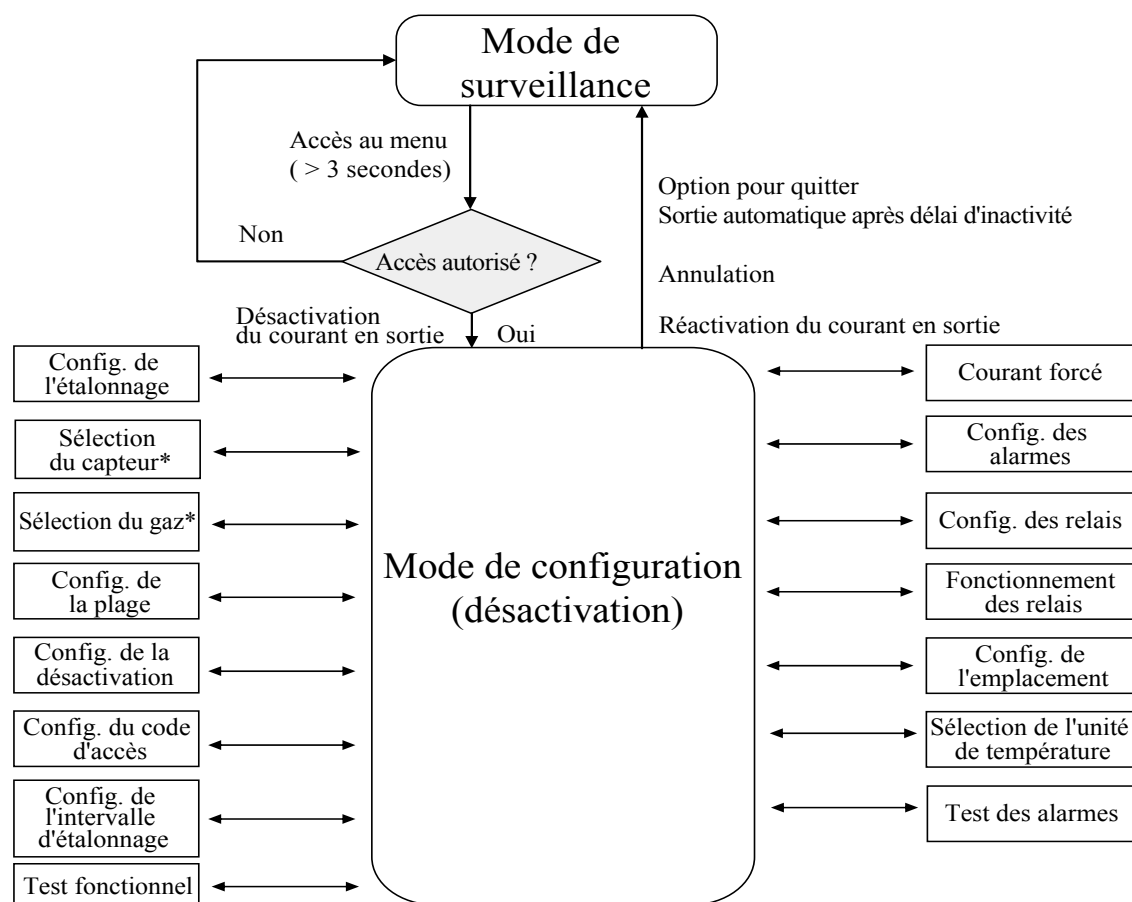 Mode de
surveillance
Accès au menu
( > 3 secondes)
Option pour quitter
Sortie automatique après délai d'inactivité
Non
Accès autorisé ?
Annulation
Désactivation
du courant en sortie
Oui
Réactivation du courant en sortie
Config. de
l'étalonnage
Sélection
du capteur*
Sélection du gaz*
Config. de
la plage
Config. de la
désactivation
Config. du code
d'accès
Config. de
l'intervalle
d'étalonnage
Test fonctionnel
Mode de configuration
(désactivation)
Courant forcé
Config. des
alarmes
Config. des relais
Fonctionnement
des relais
Config. de
l'emplacement
Sélection de l'unité
de température
Test des alarmes